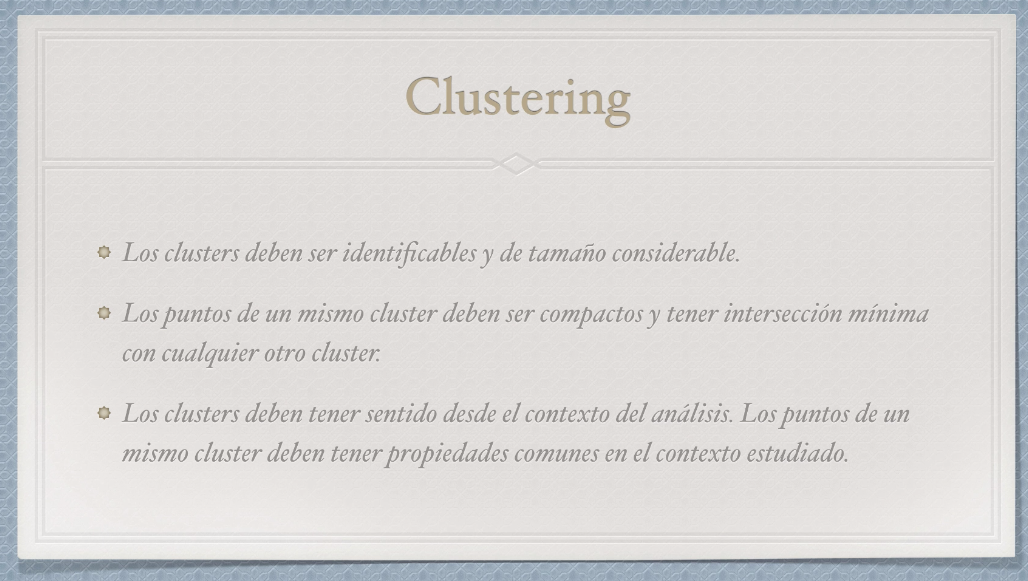 Clustering
Los clusters deben ser identificables y de tamaño considerable.
Los puntos de un mismo cluster deben ser compactos y tener intersección mínima
con cualquier otro cluster.
Los clusters deben tener sentido desde el contexto del análisis. Los puntos de un
mismo cluster deben tener propiedades comunes en el contexto estudiado.